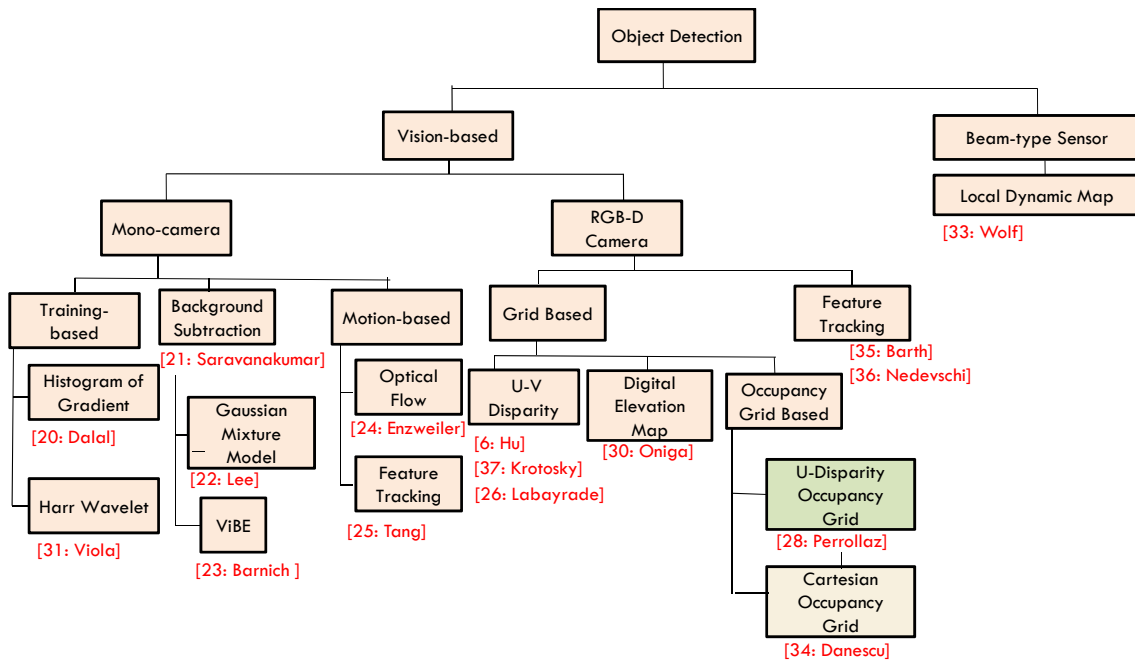 Object Detection
Vision-based
Beam-type Sensor
Local Dynamic Map
[33: Wolf]
Mono-camera
RGB-D
Camera
Training-
based
Background
Subtraction
[21: Saravanakumar]
Motion-based
Grid Based
Feature
Tracking
[35: Barth]
[36: Nedevschi]
Histogram of
Gradient
[20: Dalal]
Gaussian
Mixture
Model
[22: Lee]
Optical
Flow
[24: Enzweiler]
U-V
Disparity
[6: Hu]
[37: Krotosky]
[26: Labayrade]
Digital
Elevation
Map
[30: Oniga]
Occupancy
Grid Based
Harr Wavelet
[31: Viola]
ViBE
[23: Barnich ]
Feature
Tracking
[25: Tang]
U-Disparity
Occupancy
Grid
[28: Perrollaz]
Cartesian
Occupancy
Grid
[34: Danescu]